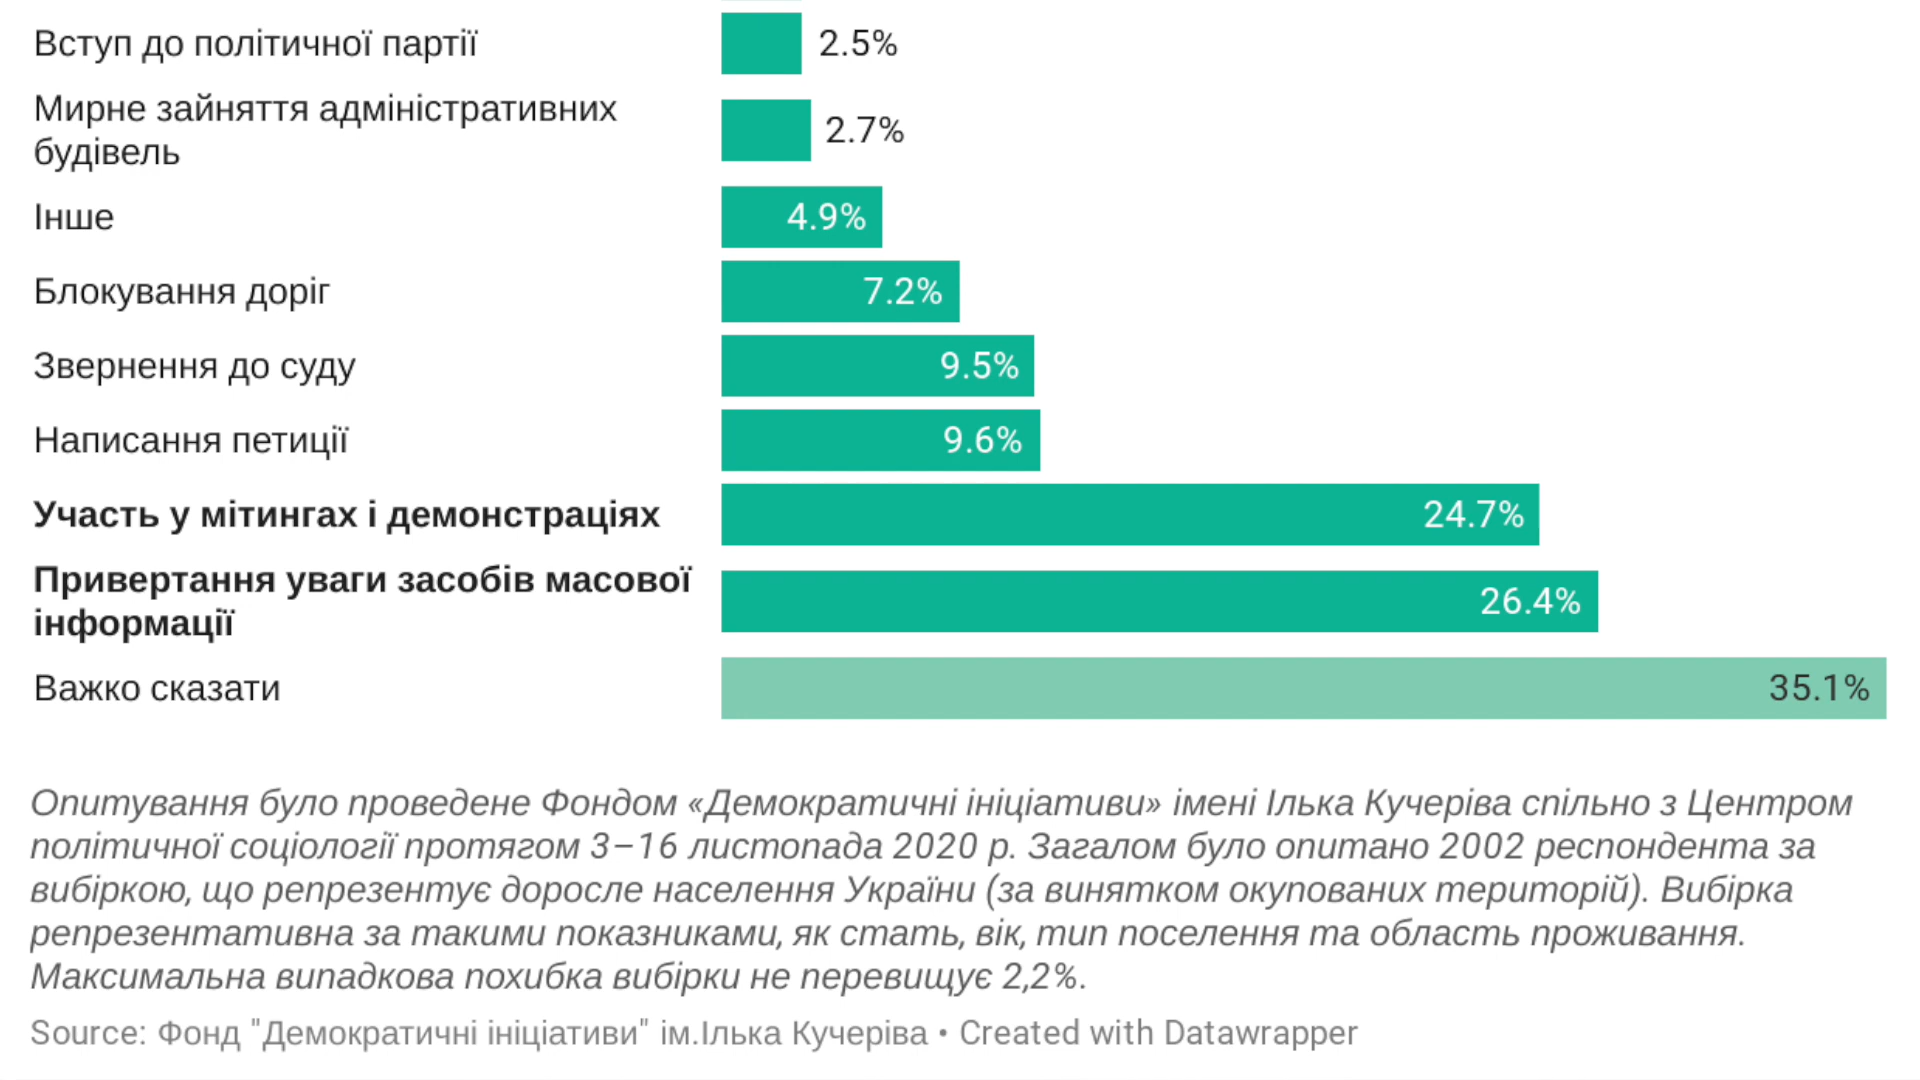 Вступ до політичної партії 2.5%
Мирне зайняття адміністративних
будівель 2.7%
Інше 4.9%
Блокування доріг 7.2%
Звернення до суду 9.5%
Написання петиції 9.6%
Участь у мітингах і демонстраціях 24.7%
Привертання уваги засобів масової
інформації 26.4%
Важко сказати 35.1%
Опитування було проведене Фондом «Демократичні ініціативи» імені Ілька Кучеріва спільно з Центром
політичної соціології протягом 3–16 листопада 2020 р. Загалом було опитано 2002 респондента за
вибіркою, що репрезентує доросле населення України (за винятком окупованих територій). Вибірка
репрезентативна за такими показниками, як стать, вік, тип поселення та область проживання.
Максимальна випадкова похибка вибірки не перевищує 2,2%.
Source: Фонд "Демократичні ініціативи" ім.Ілька Кучеріва • Created with Datawrapper